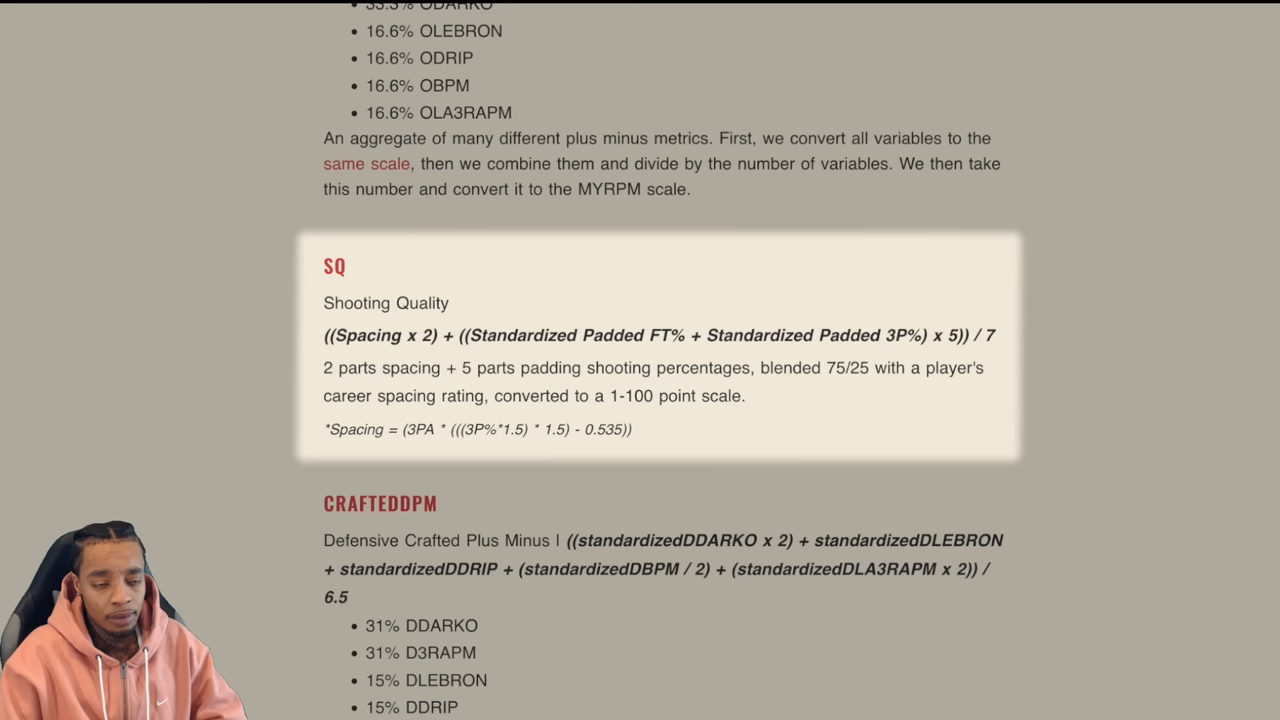 • 33.3% ODARKO
• 16.6% OLEBRON
• 16.6% ODRIP
• 16.6% OBPM
• 16.6% OLA3RAPM
An aggregate of many different plus minus metrics. First, we convert all variables to the
same scale, then we combine them and divide by the number of variables. We then take
this number and convert it to the MYRPM scale.
SQ
Shooting Quality
((Spacing x 2) + ((Standardized Padded FT% + Standardized Padded 3P%) x 5)) / 7
2 parts spacing + 5 parts padding shooting percentages, blended 75/25 with a player's
career spacing rating, converted to a 1-100 point scale.
*Spacing = (3PA * (((3P%*1.5) * 1.5) - 0.535))
CRAFTEDDPM
Defensive Crafted Plus Minus | ((standardizedDDARKO x 2) + standardizedDLEBRON
+ standardizedDDRIP + (standardizedDBPM / 2) + (standardizedDLA3RAPM x 2)) /
6.5
• 31% DDARKO
• 31% D3RAPM
• 15% DLEBRON
• 15% DDRIP